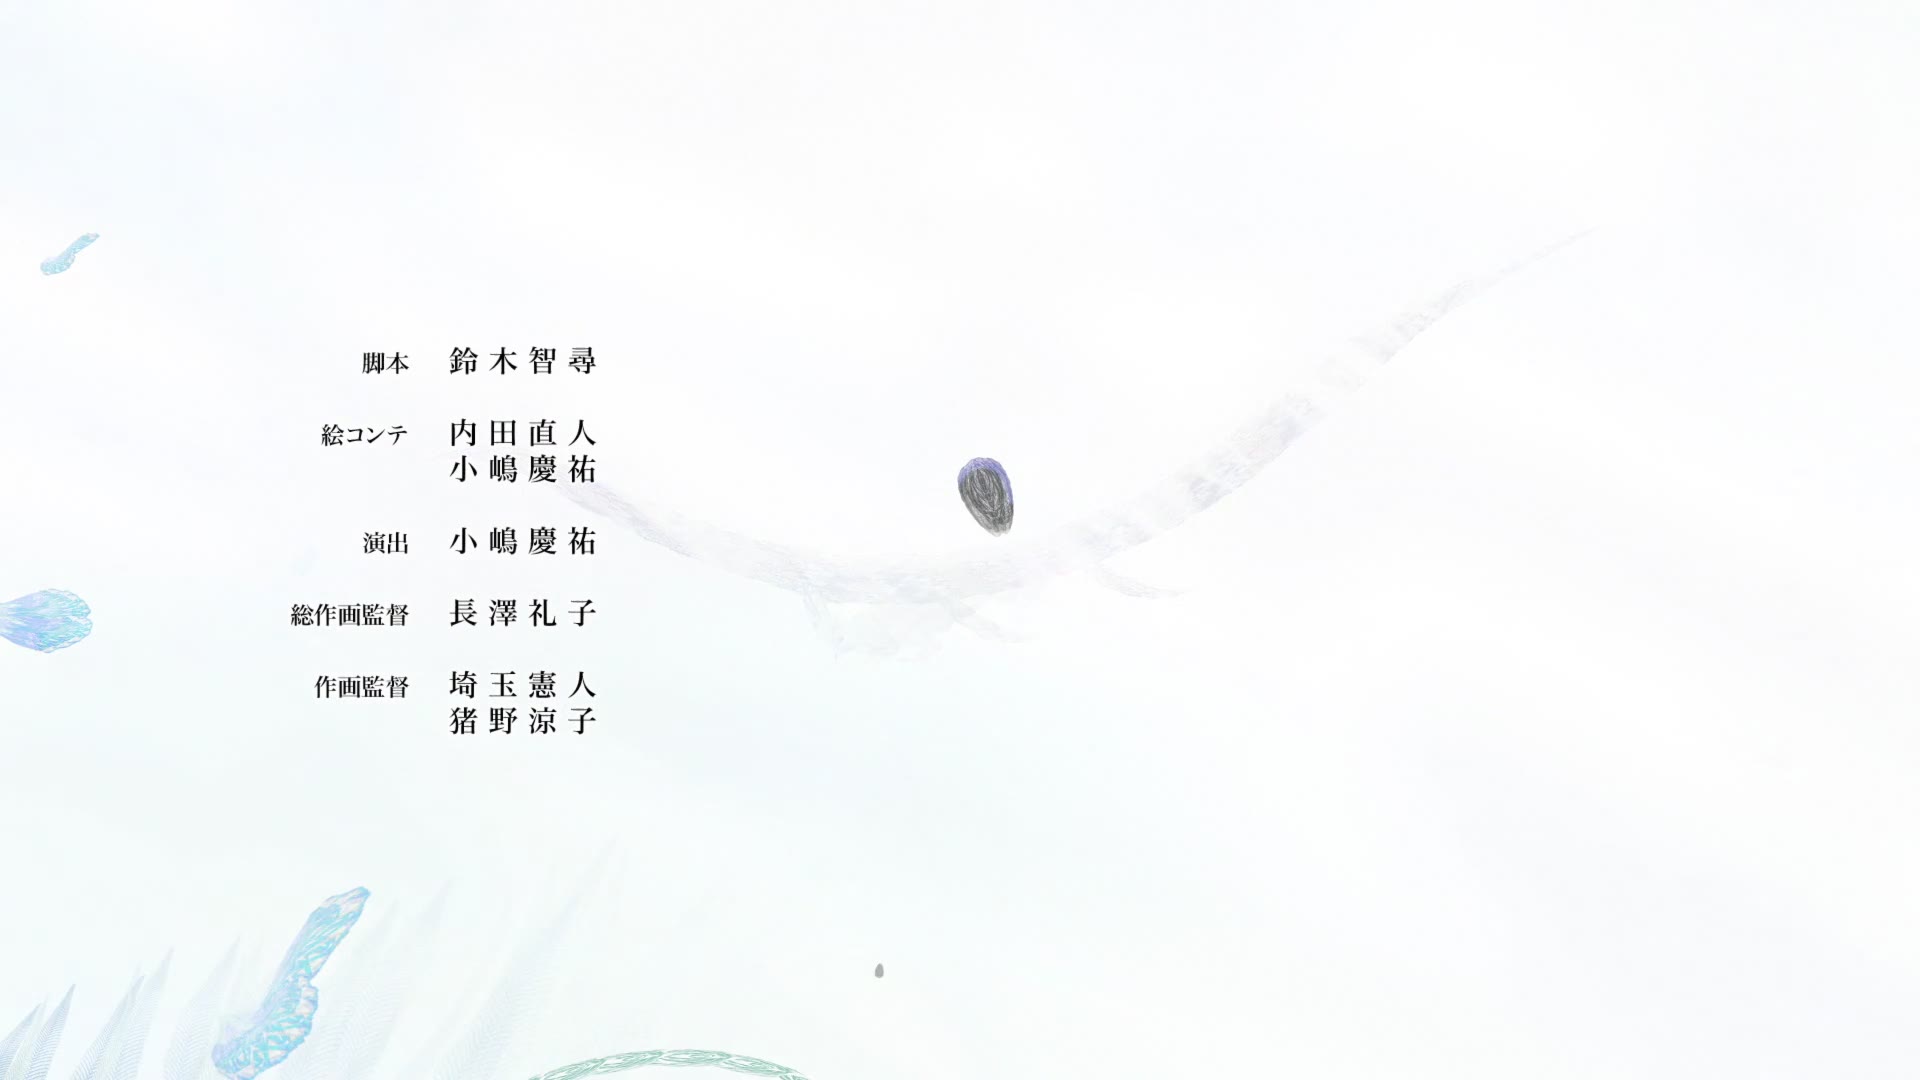 脚本 鈴木智尋
絵コンテ 内田直人
小嶋慶祐
演出 小嶋慶祐
総作画監督 長澤礼子
作画監督 埼玉憲人
猪野涼子